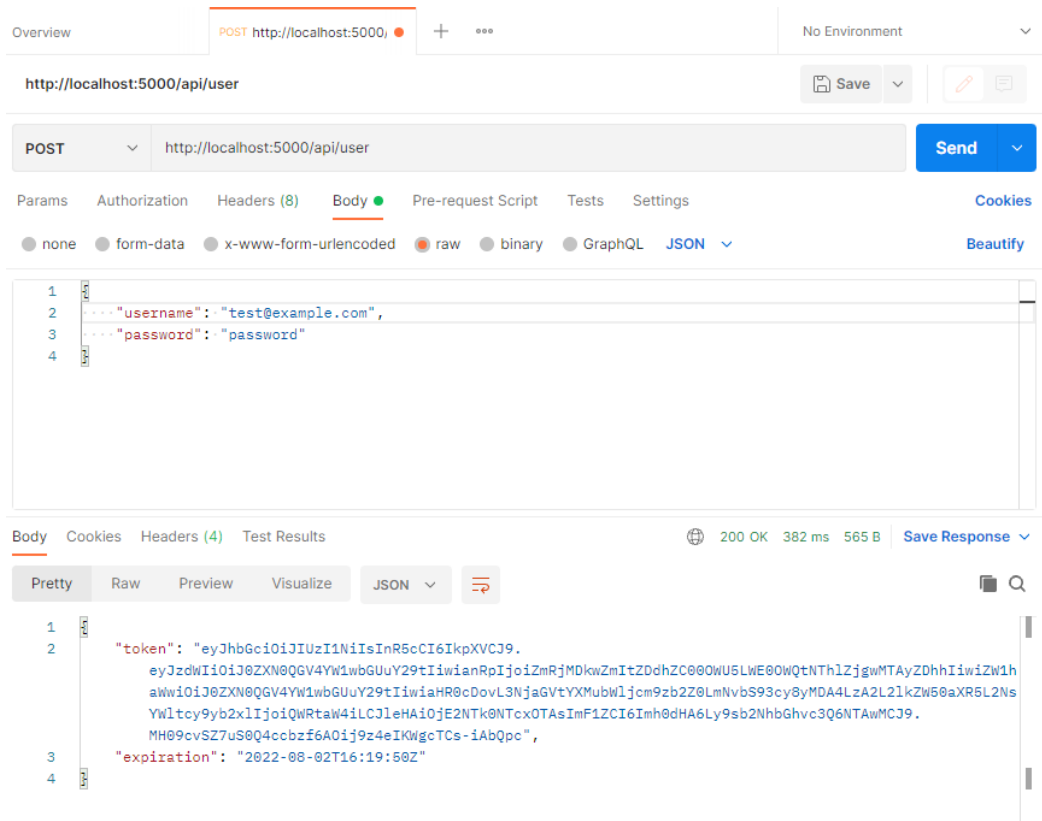 Overview
POST http://localhost:5000/
No Environment
http://localhost:5000/api/user
Save
POST
http://localhost:5000/api/user
Send
Params Authorization Headers (8) Body Pre-request Script Tests Settings Cookies
none form-data x-www-form-urlencoded raw binary GraphQL JSON Beautify
1 {
2 "username": "test@example.com",
3 "password": "password"
4 }
Body Cookies Headers (4) Test Results 200 OK 382 ms 565 B Save Response
Pretty Raw Preview Visualize JSON
1 {
2 "token": "eyJhbGciOiJIUzI1NiIsInR5cCI6IkpXVCJ9.
eyJzdWIiOiJ0ZXN0QGV4YW1wbGUuY29tIiwianRpIjoiZmRjMDkwZmItZDdhZC00OWU5LWE0OWQtNThlZjgwMTAyZDhhIiwiZW1h
aWwiOiJ0ZXN0QGV4YW1wbGUuY29tIiwiaHR0cDovL3NjaGVtYXMubWljcm9zb2Z0LmNvbS93cy8yMDA4LzA2L2lkZW50aXR5L2Ns
YWltcy9yb2xlIjoiQWRtaW4iLCJleHAiOjE2NTk0NTcxOTAsImF1ZCI6Imh0dHA6Ly9sb2NhbGhvc3Q6NTAwMCJ9.
MH09cvSZ7uS0Q4ccbzf6AOij9z4eIKWgcTCs-iAbQpc",
3 "expiration": "2022-08-02T16:19:50Z"
4 }